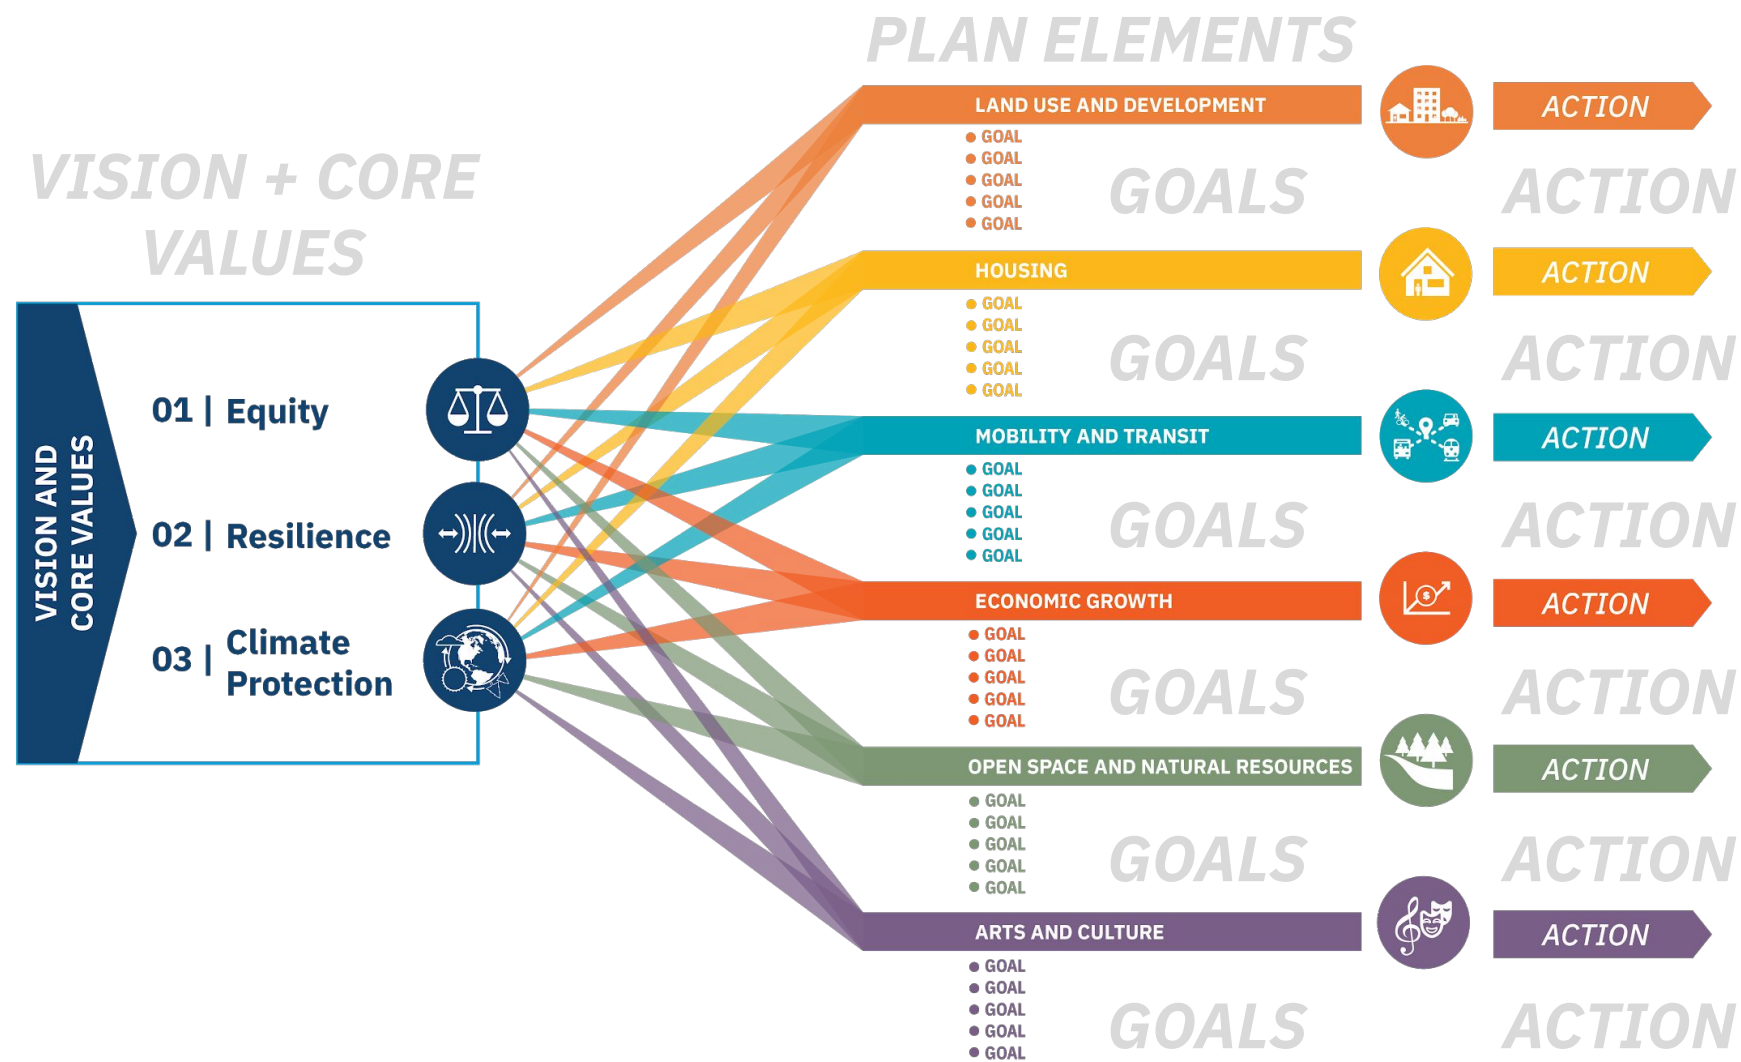 PLAN ELEMENTS
VISION + CORE
VALUES
VISION AND
CORE VALUES
01 | Equity
02 | Resilience
03 | Climate
Protection
LAND USE AND DEVELOPMENT
GOAL
GOAL
GOAL
GOAL
GOAL
GOALS
ACTION
ACTION
HOUSING
GOAL
GOAL
GOAL
GOAL
GOAL
GOALS
ACTION
ACTION
MOBILITY AND TRANSIT
GOAL
GOAL
GOAL
GOAL
GOAL
GOALS
ACTION
ACTION
ECONOMIC GROWTH
GOAL
GOAL
GOAL
GOAL
GOAL
GOALS
$
ACTION
ACTION
OPEN SPACE AND NATURAL RESOURCES
GOAL
GOAL
GOAL
GOAL
GOAL
GOALS
ACTION
ACTION
ARTS AND CULTURE
GOAL
GOAL
GOAL
GOAL
GOAL
GOALS
ACTION
ACTION